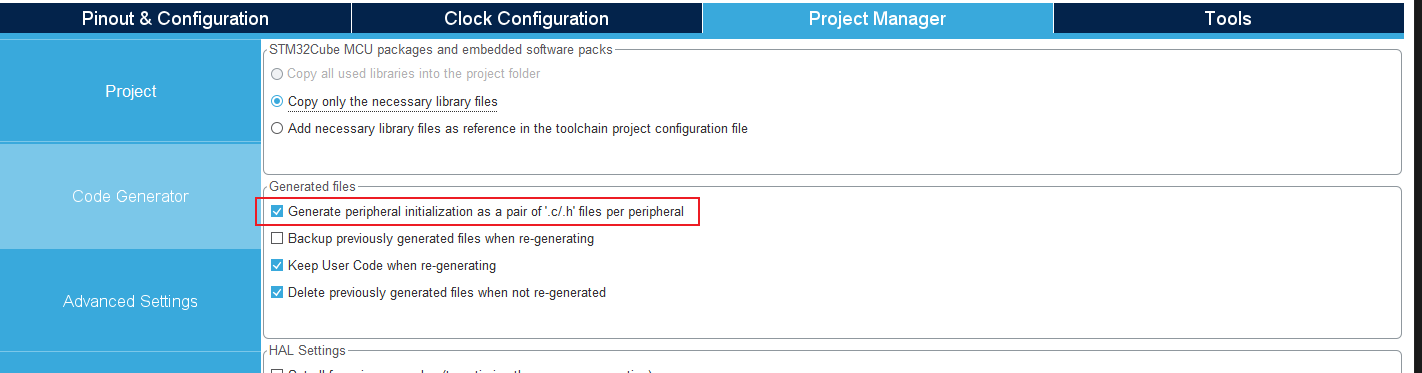 Pinout & Configuration
Clock Configuration
Project Manager
Tools
Project
Code Generator
Advanced Settings
STM32Cube MCU packages and embedded software packs
Copy all used libraries into the project folder
Copy only the necessary library files
Add necessary library files as reference in the toolchain project configuration file
Generated files
Generate peripheral initialization as a pair of '.c/.h' files per peripheral
Backup previously generated files when re-generating
Keep User Code when re-generating
Delete previously generated files when not re-generated
HAL Settings